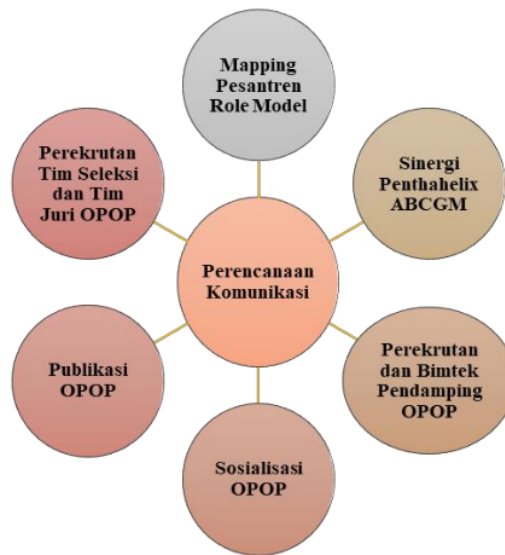 Mapping
Pesantren
Role Model
Sinergi
Penthahelix
ABCGM
Perekrutan
dan Bimtek
Pendamping
OPOP
Sosialisasi
OPOP
Publikasi
OPOP
Perekrutan
Tim Seleksi
dan Tim
Juri OPOP
Perencanaan
Komunikasi